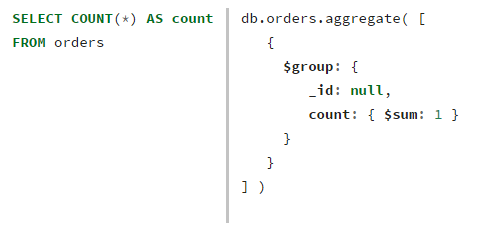 SELECT COUNT(*) AS count
FROM orders
db.orders.aggregate( [
{
$group: {
_id: null,
count: { $sum: 1 }
}
}
] )